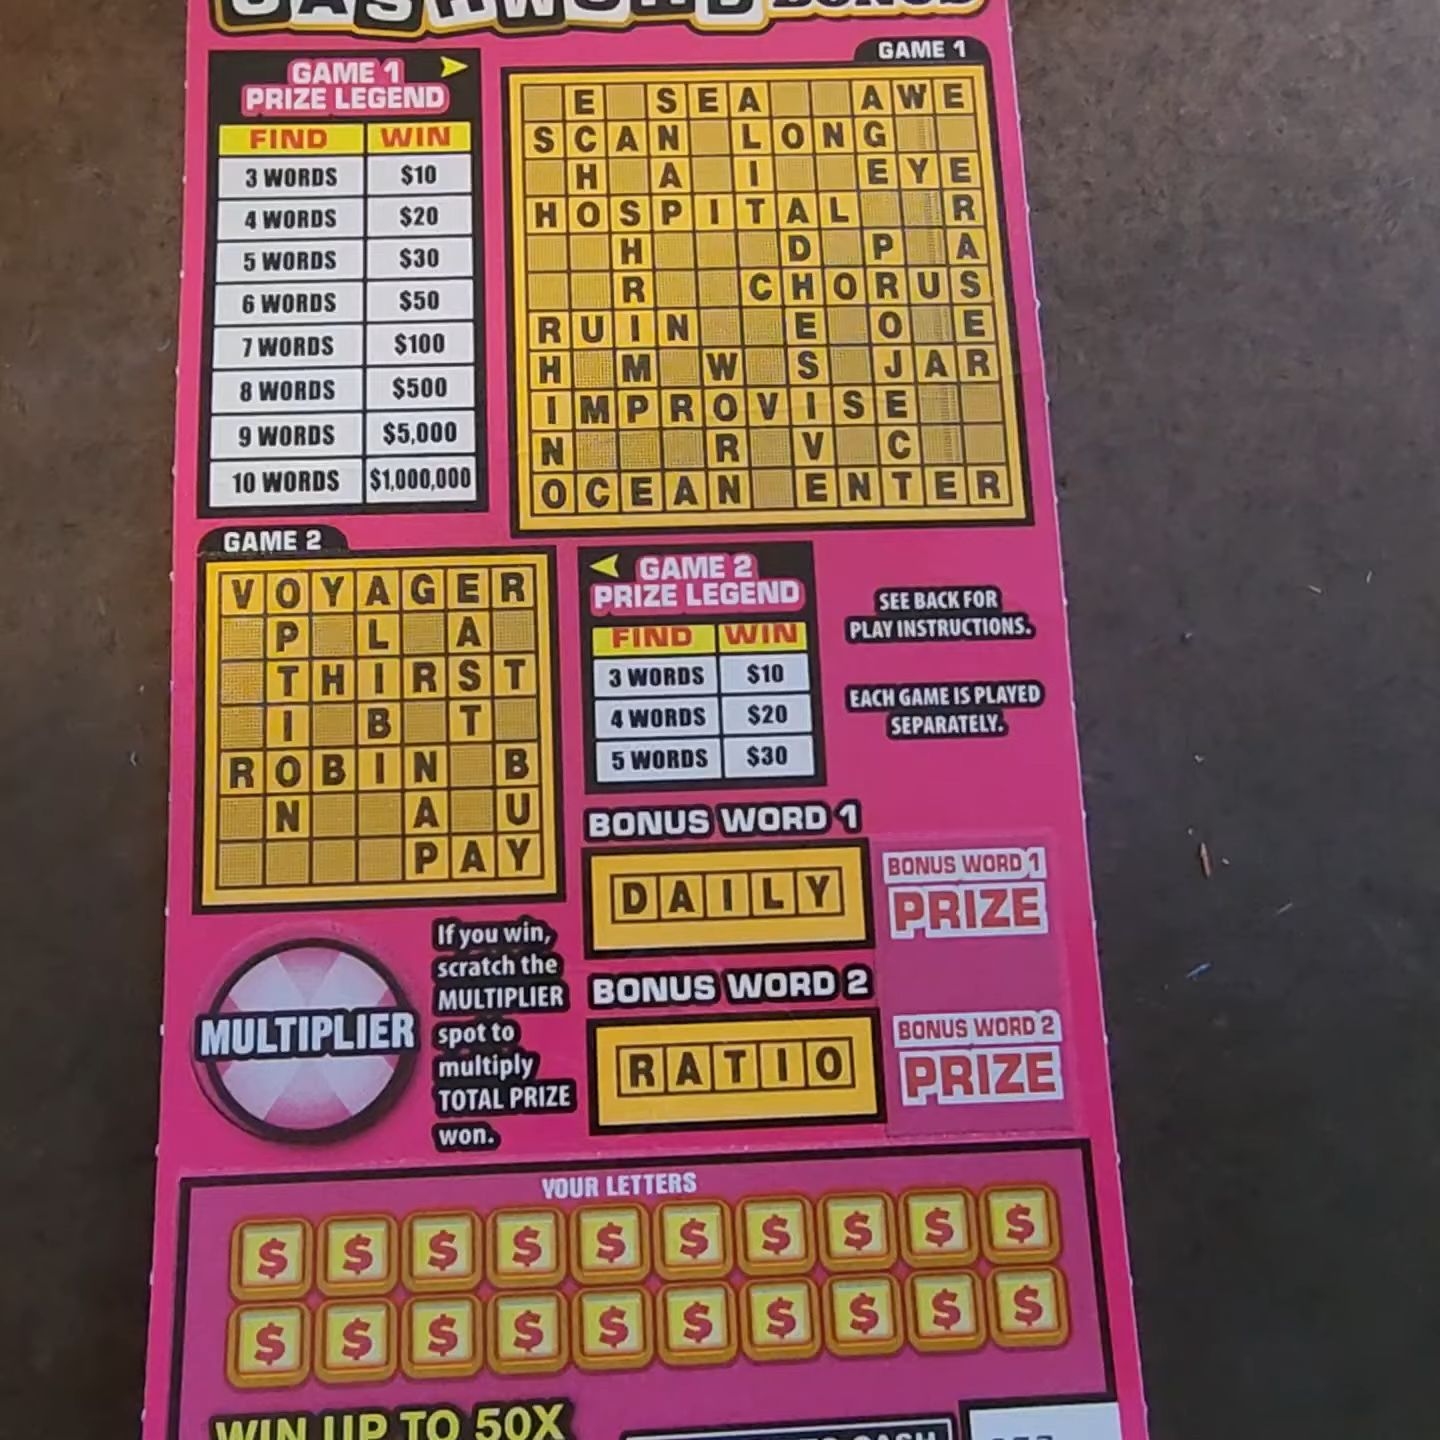 CASHWORD BONUS
GAME 1
PRIZE LEGEND
FIND WIN
3 WORDS $10
4 WORDS $20
5 WORDS $30
6 WORDS $50
7 WORDS $100
8 WORDS $500
9 WORDS $5,000
10 WORDS $1,000,000
GAME 1
E SEA AWE
SCAN LONG
H A I EYE
HOSPITAL R
H D P A
R CHORUS
RUIN E O E
H M W S JAR
IMPROVISE
N R V C
OCEAN ENTER
GAME 2
VOYAGER
P L A
THIRST
I B T
ROBIN B
N A U
PAY
GAME 2
PRIZE LEGEND
FIND WIN
3 WORDS $10
4 WORDS $20
5 WORDS $30
SEE BACK FOR
PLAY INSTRUCTIONS.
EACH GAME IS PLAYED
SEPARATELY.
BONUS WORD 1
DAILY
BONUS WORD 1
PRIZE
BONUS WORD 2
RATIO
BONUS WORD 2
PRIZE
MULTIPLIER
If you win,
scratch the
MULTIPLIER
spot to
multiply
TOTAL PRIZE
won.
YOUR LETTERS
$ $ $ $ $ $ $ $ $ $
$ $ $ $ $ $ $ $ $ $
WIN UP TO 50X
CASH